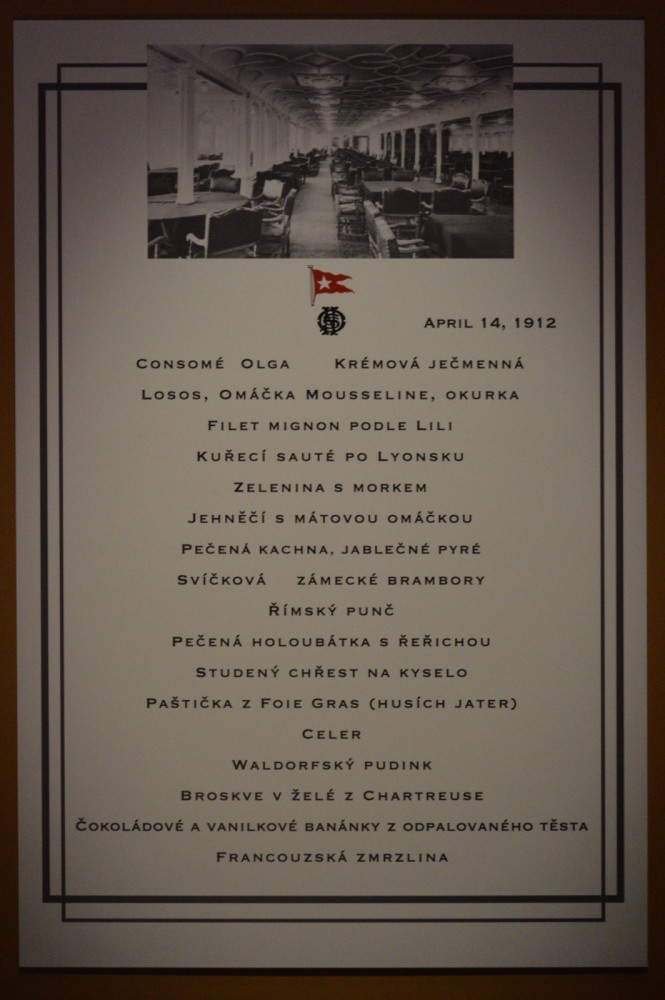 April 14, 1912
Consomé Olga Krémová ječmenná
Losos, Omáčka Mousseline, okurka
Filet mignon podle Lili
Kuřecí sauté po Lyonsku
Zelenina s morkem
Jehněčí s mátovou omáčkou
Pečená kachna, jablečné pyré
Svíčková zámecké brambory
Římský punč
Pečená holoubátka s řeřichou
Studený chřest na kyselo
Paštička z Foie Gras (husích jater)
Celer
Waldorfský pudink
Broskve v želé z Chartreuse
Čokoládové a vanilkové banánky z odpalovaného těsta
Francouzská zmrzlina